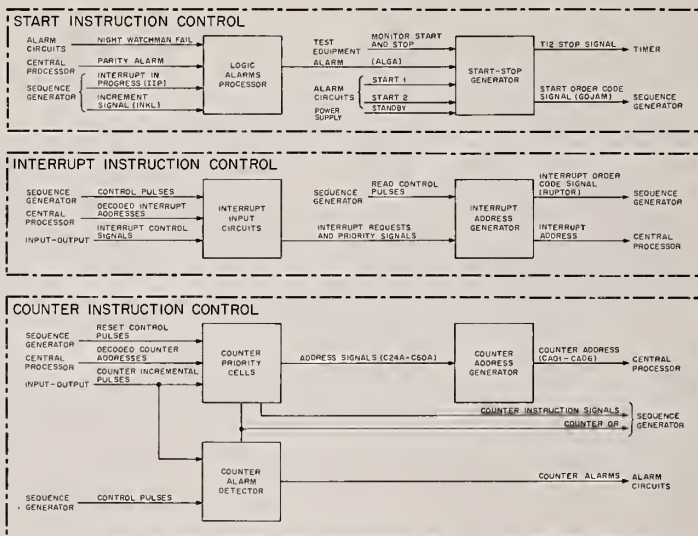 START INSTRUCTION CONTROL
ALARM
CIRCUITS
NIGHT WATCHMAN FAIL
CENTRAL
PROCESSOR
PARITY ALARM
SEQUENCE
GENERATOR
INTERRUPT IN
PROGRESS (IIP)
INCREMENT
SIGNAL (INKL)
LOGIC
ALARMS
PROCESSOR
TEST
EQUIPMENT
MONITOR START
AND STOP
ALARM (ALGA)
ALARM
CIRCUITS
START 1
START 2
POWER
SUPPLY
STANDBY
START-STOP
GENERATOR
T12 STOP SIGNAL
TIMER
START ORDER CODE
SIGNAL (GOJAM)
SEQUENCE
GENERATOR
INTERRUPT INSTRUCTION CONTROL
SEQUENCE
GENERATOR
CONTROL PULSES
CENTRAL
PROCESSOR
DECODED INTERRUPT
ADDRESSES
INPUT-OUTPUT
INTERRUPT CONTROL
SIGNALS
INTERRUPT
INPUT
CIRCUITS
SEQUENCE
GENERATOR
READ CONTROL
PULSES
INTERRUPT REQUESTS
AND PRIORITY SIGNALS
INTERRUPT
ADDRESS
GENERATOR
INTERRUPT ORDER
CODE SIGNAL
(RUPTOR)
SEQUENCE
GENERATOR
INTERRUPT
ADDRESS
CENTRAL
PROCESSOR
COUNTER INSTRUCTION CONTROL
SEQUENCE
GENERATOR
RESET CONTROL
PULSES
CENTRAL
PROCESSOR
DECODED COUNTER
ADDRESSES
INPUT-OUTPUT
COUNTER INCREMENTAL
PULSES
COUNTER
PRIORITY
CELLS
ADDRESS SIGNALS (C24A-C60A)
COUNTER
ADDRESS
GENERATOR
COUNTER ADDRESS
(CA01-CA06)
CENTRAL
PROCESSOR
COUNTER INSTRUCTION SIGNALS
COUNTER OR
SEQUENCE
GENERATOR
COUNTER
ALARM
DETECTOR
COUNTER ALARMS
ALARM
CIRCUITS
SEQUENCE
GENERATOR
CONTROL PULSES